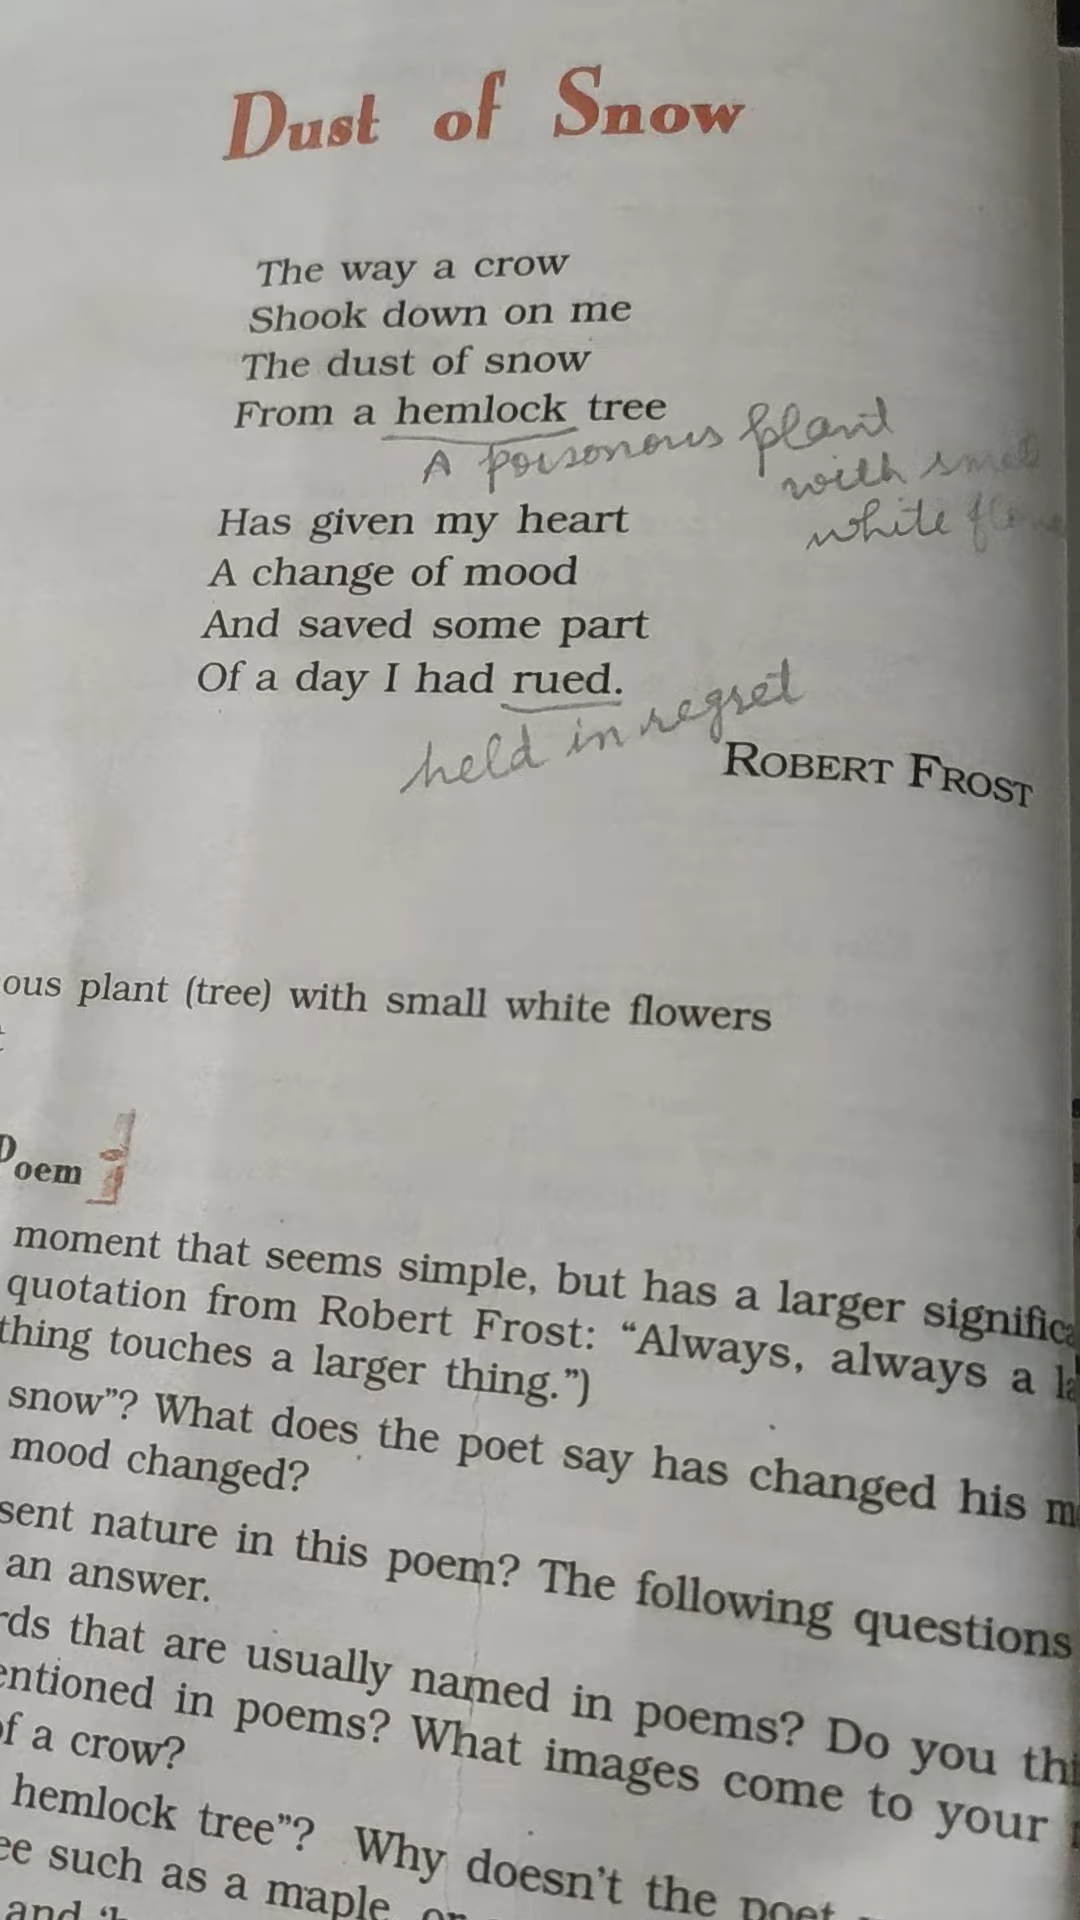 Dust of Snow
The way a crow
Shook down on me
The dust of snow
From a hemlock tree
A poisonous plant
with
white
Has given my heart
A change of mood
And saved some part
Of a day I had rued.
held in regret
ROBERT FROST
ous plant (tree) with small white flowers
Poem
moment that seems simple, but has a larger
quotation from Robert Frost: “Always, always a
thing touches a larger thing.”)
snow”? What does the poet say has changed his
mood changed?
sent nature in this poem? The following questions
an answer.
rds that are usually named in poems? Do you
entioned in poems? What images come to your
of a crow?
hemlock tree”? Why doesn’t the poet
ee such as a maple, or
and